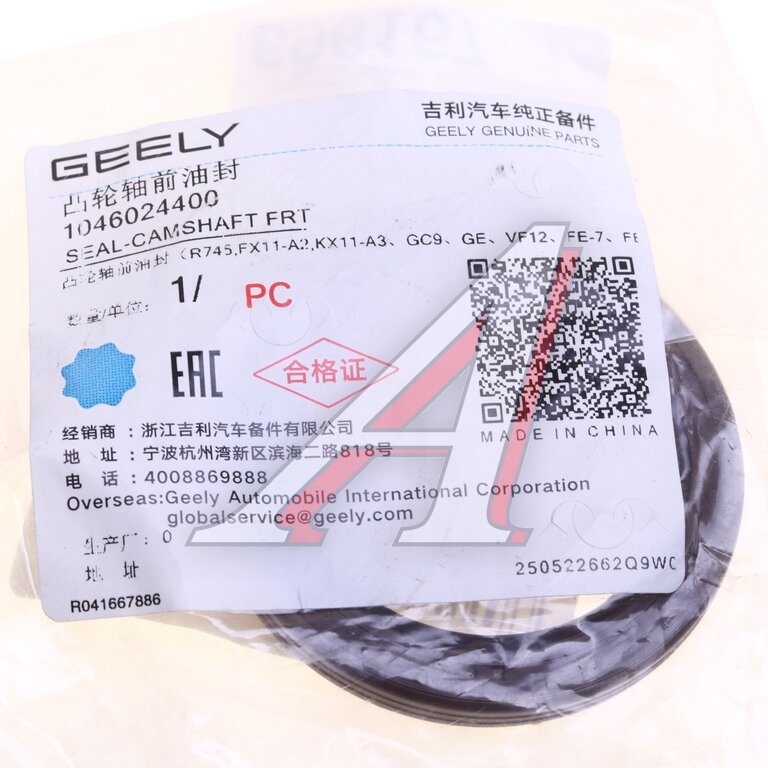 GEELY
吉利汽车纯正备件
GEELY GENUINE PARTS
凸轮轴前油封
1046024400
SEAL-CAMSHAFT FRT
凸轮轴前油封（R745,FX11-A2,KX11-A3、GC9、GE、VF12、FE-7、FE
数量/单位: 1/ PC
EAC
合格证
MADE IN CHINA
经销商：浙江吉利汽车备件有限公司
地 址：宁波杭州湾新区滨海二路818号
电 话：4008869888
Overseas:Geely Automobile International Corporation
globalservice@geely.com
生产厂: 0
地 址
250522662Q9WC
R041667886